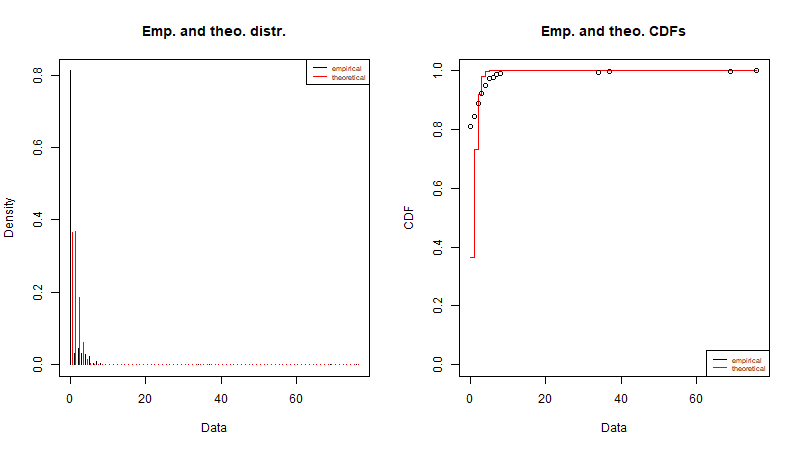 Emp. and theo. distr.
empirical
theoretical
Density
0.0
0.2
0.4
0.6
0.8
0 20 40 60
Data
Emp. and theo. CDFs
CDF
0.0
0.2
0.4
0.6
0.8
1.0
empirical
theoretical
0 20 40 60
Data